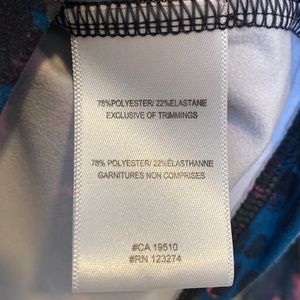 78%POLYESTER/ 22%ELASTANE
EXCLUSIVE OF TRIMMINGS
78% POLYESTER/ 22%ÉLASTHANNE
GARNITURES NON COMPRISES
#CA 19510
#RN 123274